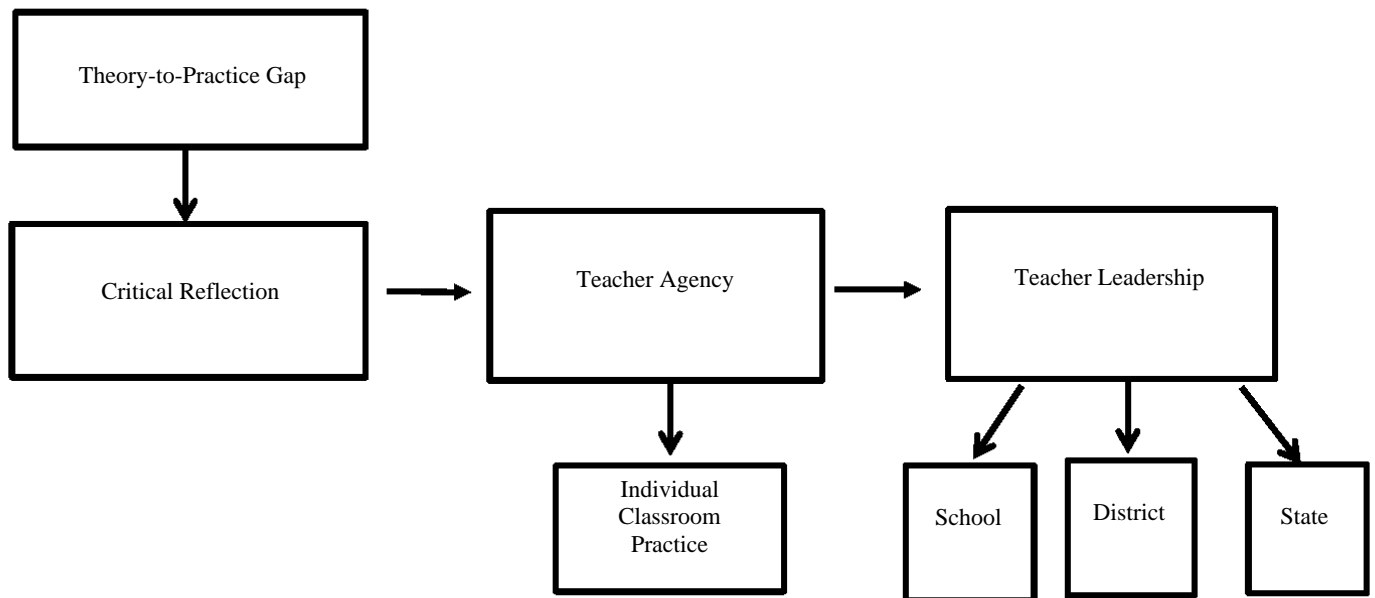 Theory-to-Practice Gap
Critical Reflection
Teacher Agency
Teacher Leadership
Individual
Classroom
Practice
School
District
State